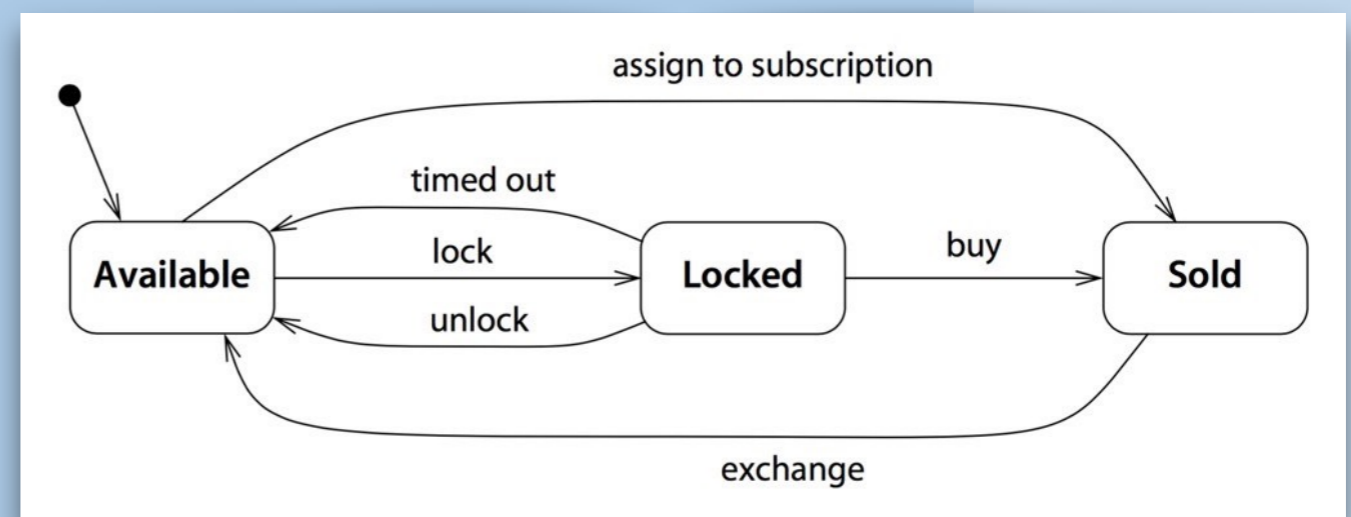 assign to subscription
timed out
lock
buy
Available
Locked
Sold
unlock
exchange